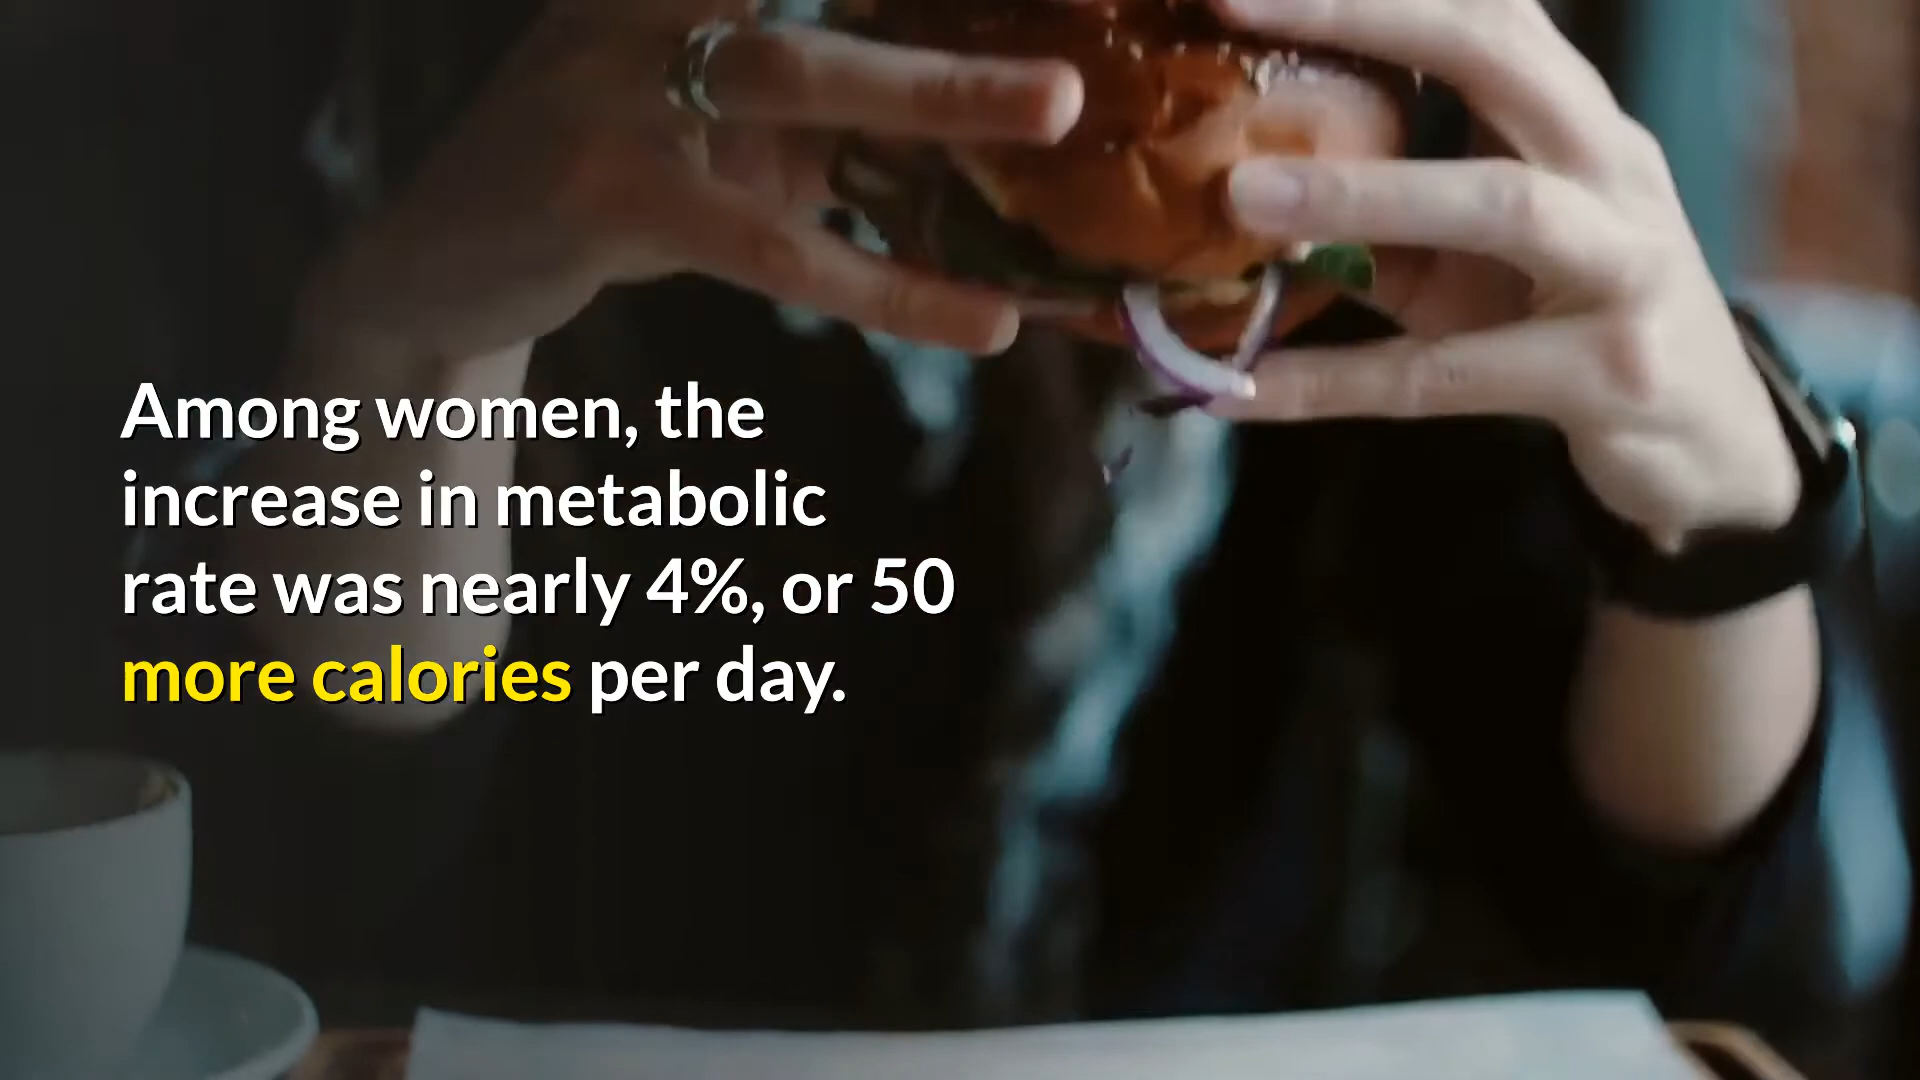 Among women, the
increase in metabolic
rate was nearly 4%, or 50
more calories per day.